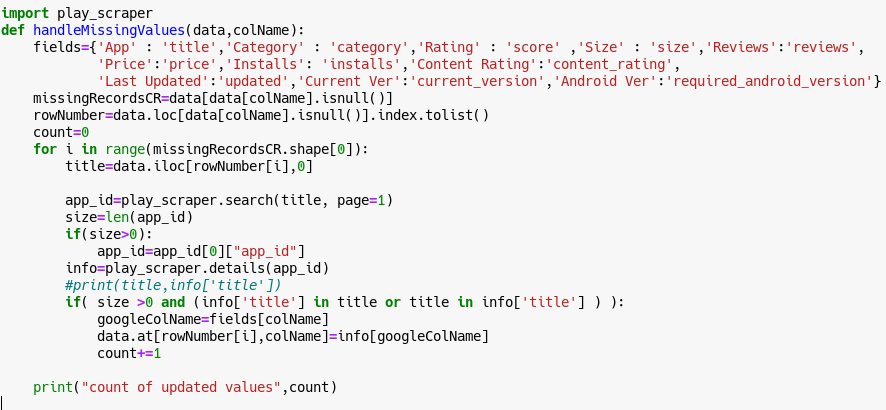 import play_scraper
def handleMissingValues(data,colName):
    fields={'App' : 'title','Category' : 'category','Rating' : 'score' ,'Size' : 'size','Reviews':'reviews',
            'Price':'price','Installs': 'installs','Content Rating':'content_rating',
            'Last Updated':'updated','Current Ver':'current_version','Android Ver':'required_android_version'}
    missingRecordsCR=data[data[colName].isnull()]
    rowNumber=data.loc[data[colName].isnull()].index.tolist()
    count=0
    for i in range(missingRecordsCR.shape[0]):
        title=data.iloc[rowNumber[i],0]

        app_id=play_scraper.search(title, page=1)
        size=len(app_id)
        if(size>0):
            app_id=app_id[0]["app_id"]
        info=play_scraper.details(app_id)
        #print(title,info['title'])
        if( size >0 and (info['title'] in title or title in info['title'] ) ):
            googleColName=fields[colName]
            data.at[rowNumber[i],colName]=info[googleColName]
            count+=1

    print("count of updated values",count)